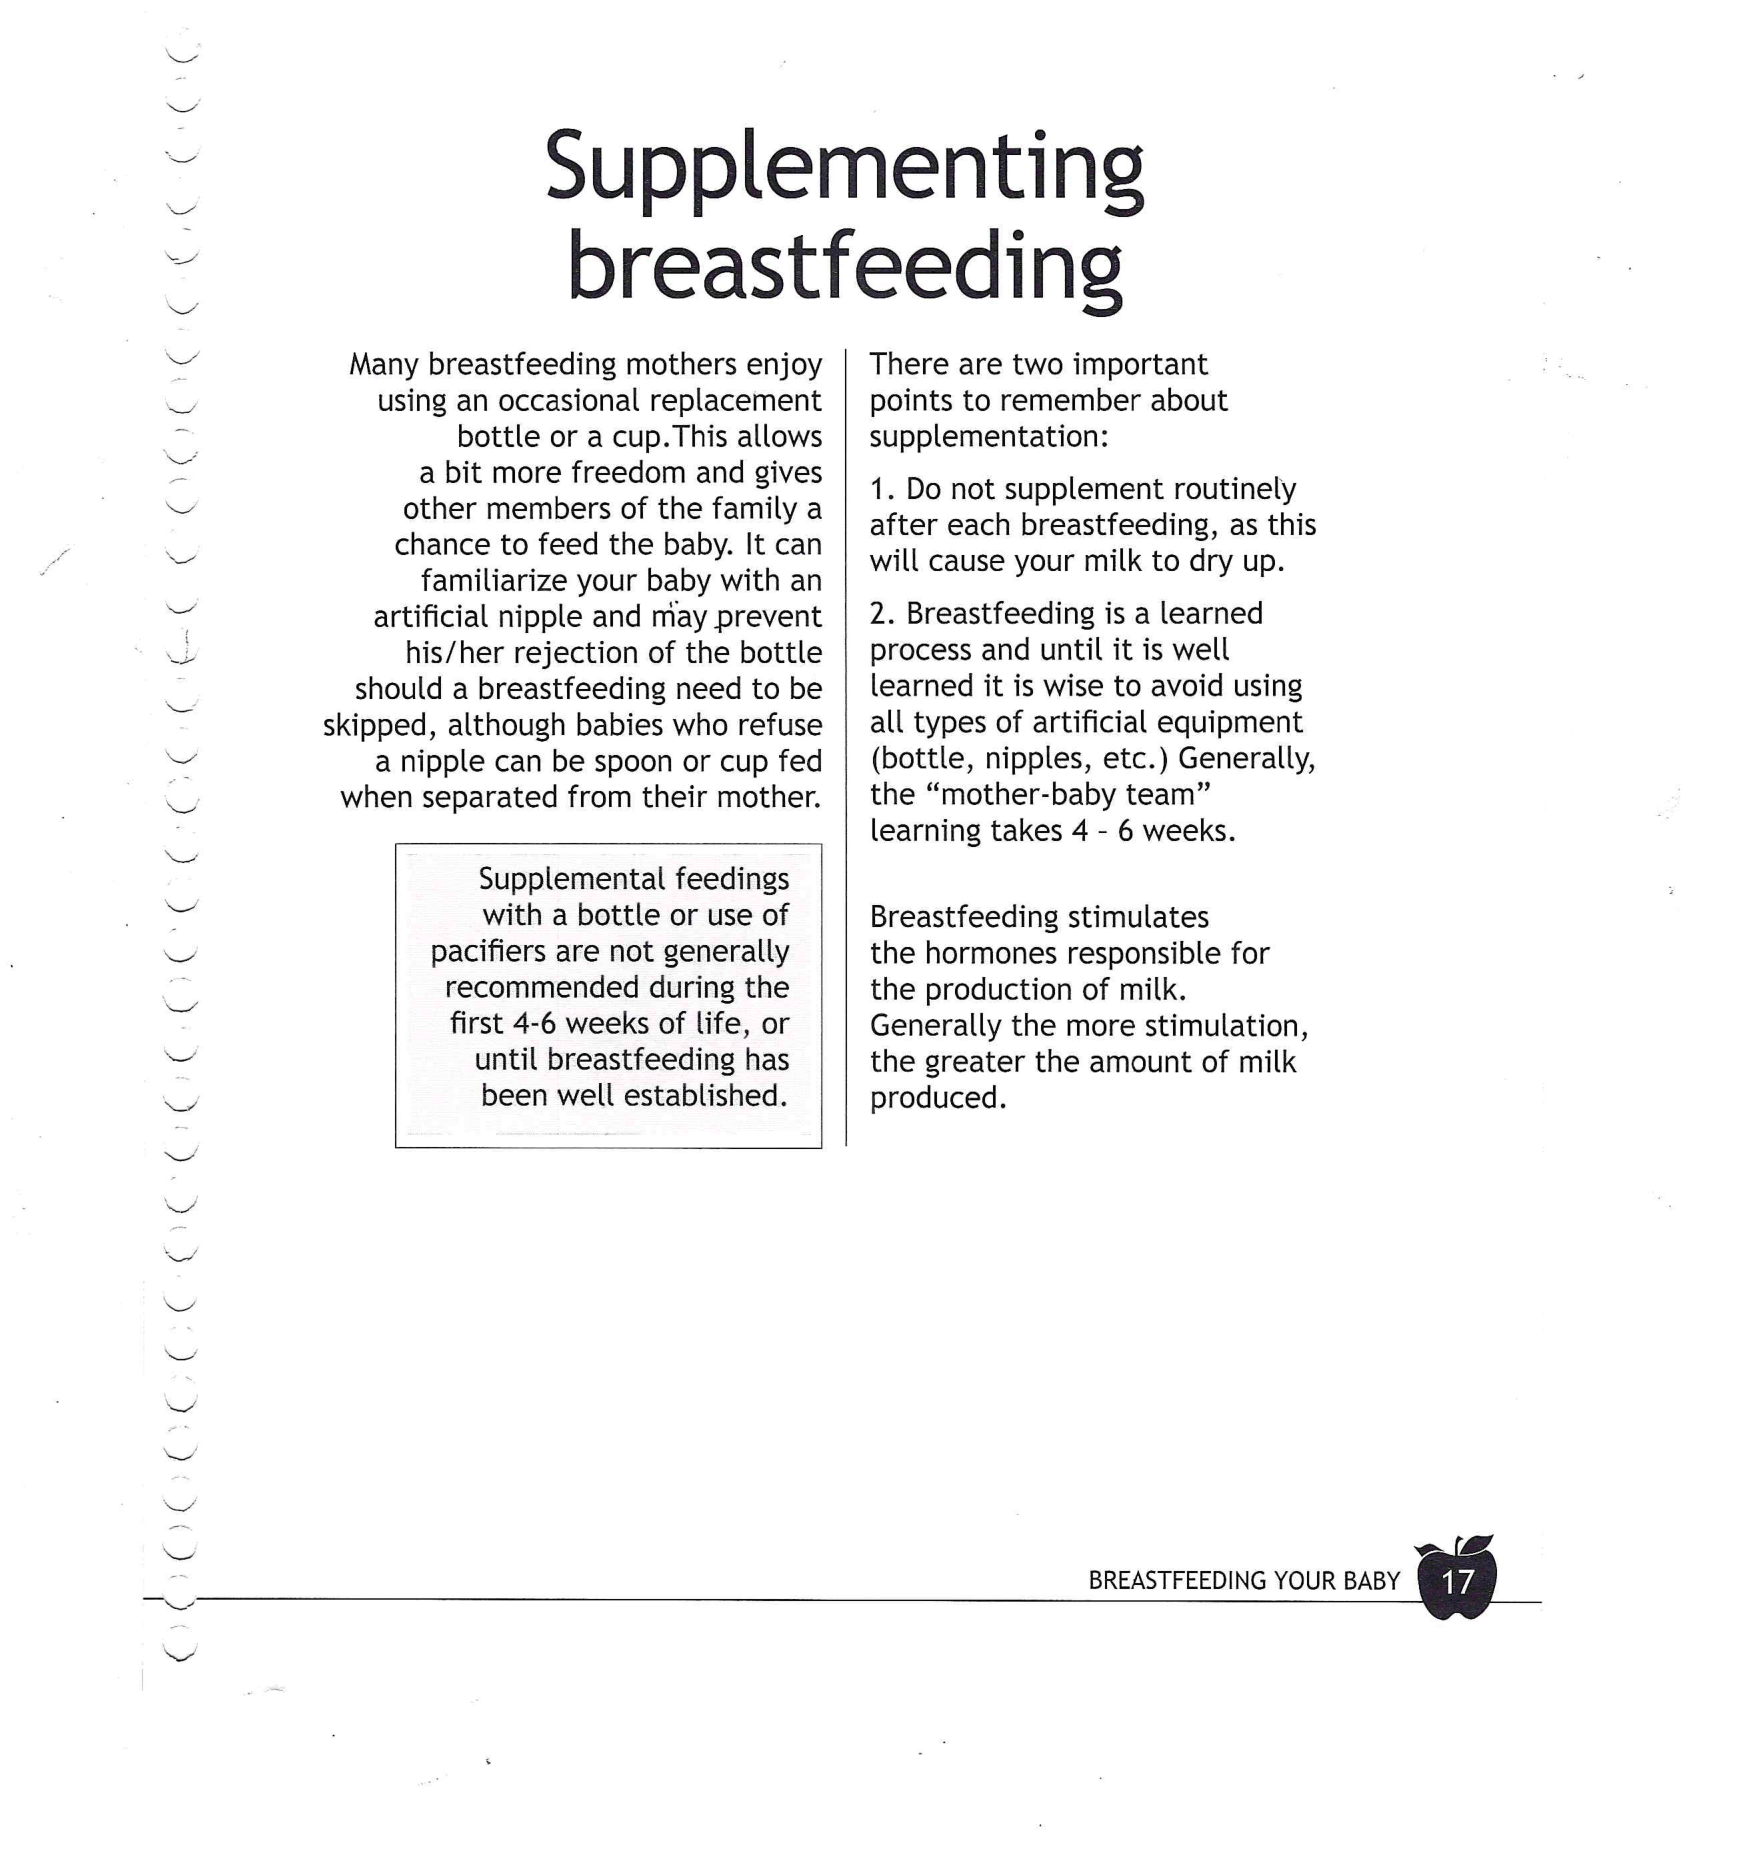 Supplementing
breastfeeding
Many breastfeeding mothers enjoy
using an occasional replacement
bottle or a cup.This allows
a bit more freedom and gives
other members of the family a
chance to feed the baby. It can
familiarize your baby with an
artificial nipple and may prevent
his/her rejection of the bottle
should a breastfeeding need to be
skipped, although babies who refuse
a nipple can be spoon or cup fed
when separated from their mother.
Supplemental feedings
with a bottle or use of
pacifiers are not generally
recommended during the
first 4-6 weeks of life, or
until breastfeeding has
been well established.
There are two important
points to remember about
supplementation:
1. Do not supplement routinely
after each breastfeeding, as this
will cause your milk to dry up.
2. Breastfeeding is a learned
process and until it is well
learned it is wise to avoid using
all types of artificial equipment
(bottle, nipples, etc.) Generally,
the “mother-baby team”
learning takes 4 - 6 weeks.
Breastfeeding stimulates
the hormones responsible for
the production of milk.
Generally the more stimulation,
the greater the amount of milk
produced.
BREASTFEEDING YOUR BABY 17